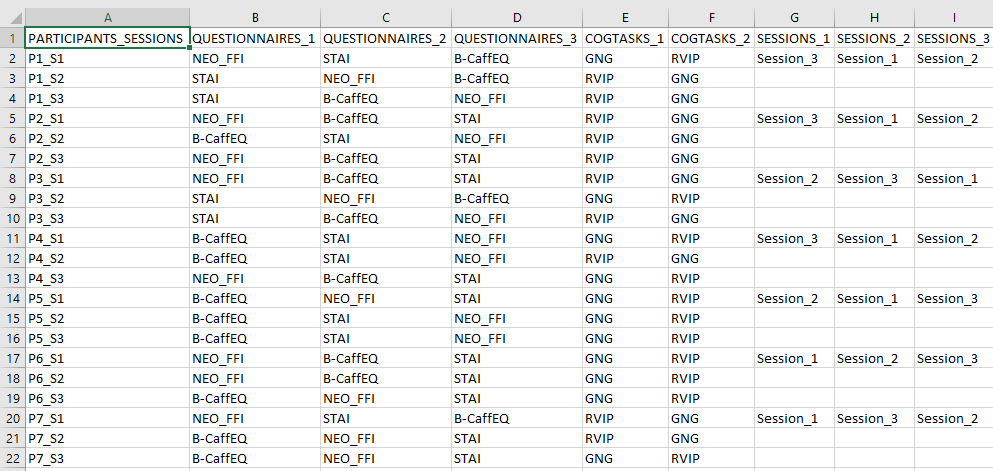 A B C D E F G H I
1 PARTICIPANTS_SESSIONS QUESTIONNAIRES_1 QUESTIONNAIRES_2 QUESTIONNAIRES_3 COGTASKS_1 COGTASKS_2 SESSIONS_1 SESSIONS_2 SESSIONS_3
2 P1_S1 NEO_FFI STAI B-CaffEQ GNG RVIP Session_3 Session_1 Session_2
3 P1_S2 STAI NEO_FFI B-CaffEQ RVIP GNG
4 P1_S3 STAI B-CaffEQ NEO_FFI RVIP GNG
5 P2_S1 NEO_FFI B-CaffEQ STAI RVIP GNG Session_3 Session_1 Session_2
6 P2_S2 B-CaffEQ STAI NEO_FFI RVIP GNG
7 P2_S3 NEO_FFI B-CaffEQ STAI RVIP GNG
8 P3_S1 NEO_FFI B-CaffEQ STAI RVIP GNG Session_2 Session_3 Session_1
9 P3_S2 STAI NEO_FFI B-CaffEQ GNG RVIP
10 P3_S3 STAI B-CaffEQ NEO_FFI RVIP GNG
11 P4_S1 B-CaffEQ STAI NEO_FFI GNG RVIP Session_3 Session_1 Session_2
12 P4_S2 B-CaffEQ STAI NEO_FFI RVIP GNG
13 P4_S3 NEO_FFI B-CaffEQ STAI GNG RVIP
14 P5_S1 B-CaffEQ NEO_FFI STAI GNG RVIP Session_2 Session_1 Session_3
15 P5_S2 B-CaffEQ STAI NEO_FFI GNG RVIP
16 P5_S3 B-CaffEQ STAI NEO_FFI GNG RVIP
17 P6_S1 NEO_FFI B-CaffEQ STAI GNG RVIP Session_1 Session_2 Session_3
18 P6_S2 NEO_FFI B-CaffEQ STAI GNG RVIP
19 P6_S3 B-CaffEQ NEO_FFI STAI GNG RVIP
20 P7_S1 NEO_FFI STAI B-CaffEQ RVIP GNG Session_1 Session_3 Session_2
21 P7_S2 B-CaffEQ NEO_FFI STAI RVIP GNG
22 P7_S3 B-CaffEQ NEO_FFI STAI GNG RVIP